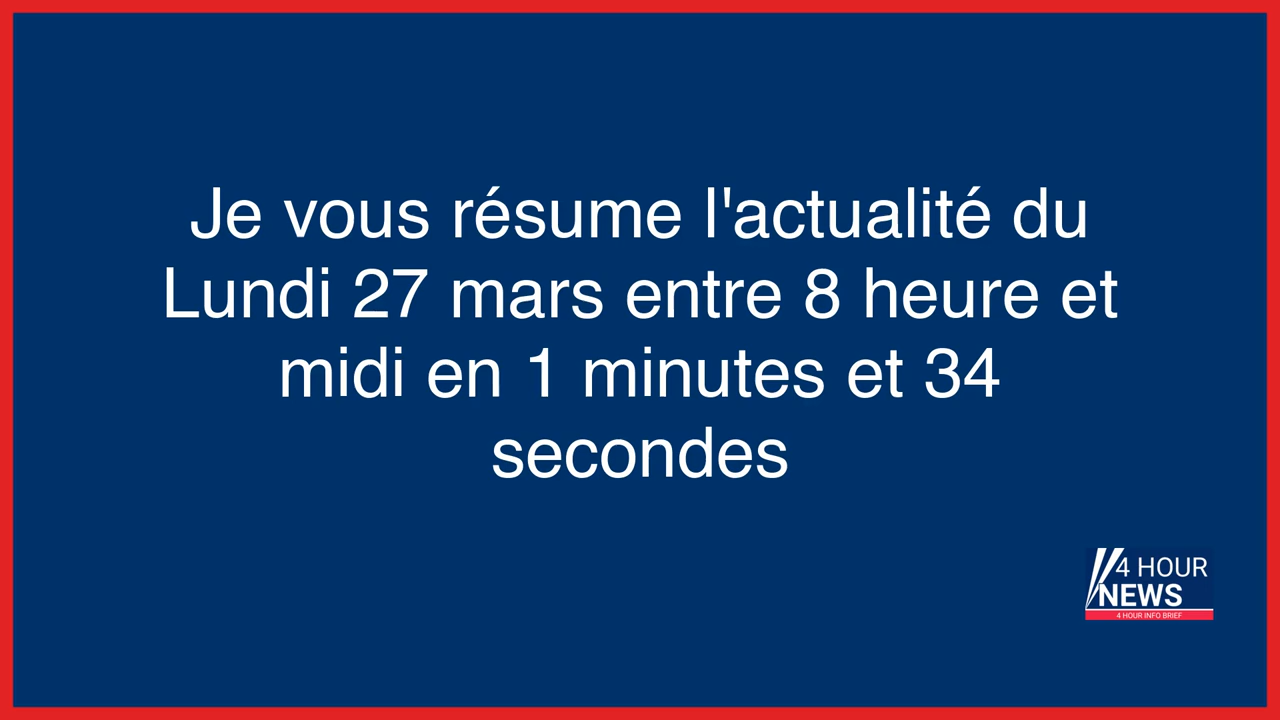 Je vous résume l'actualité du
Lundi 27 mars entre 8 heure et
midi en 1 minutes et 34
secondes
4 HOUR
NEWS
4 HOUR INFO BRIEF